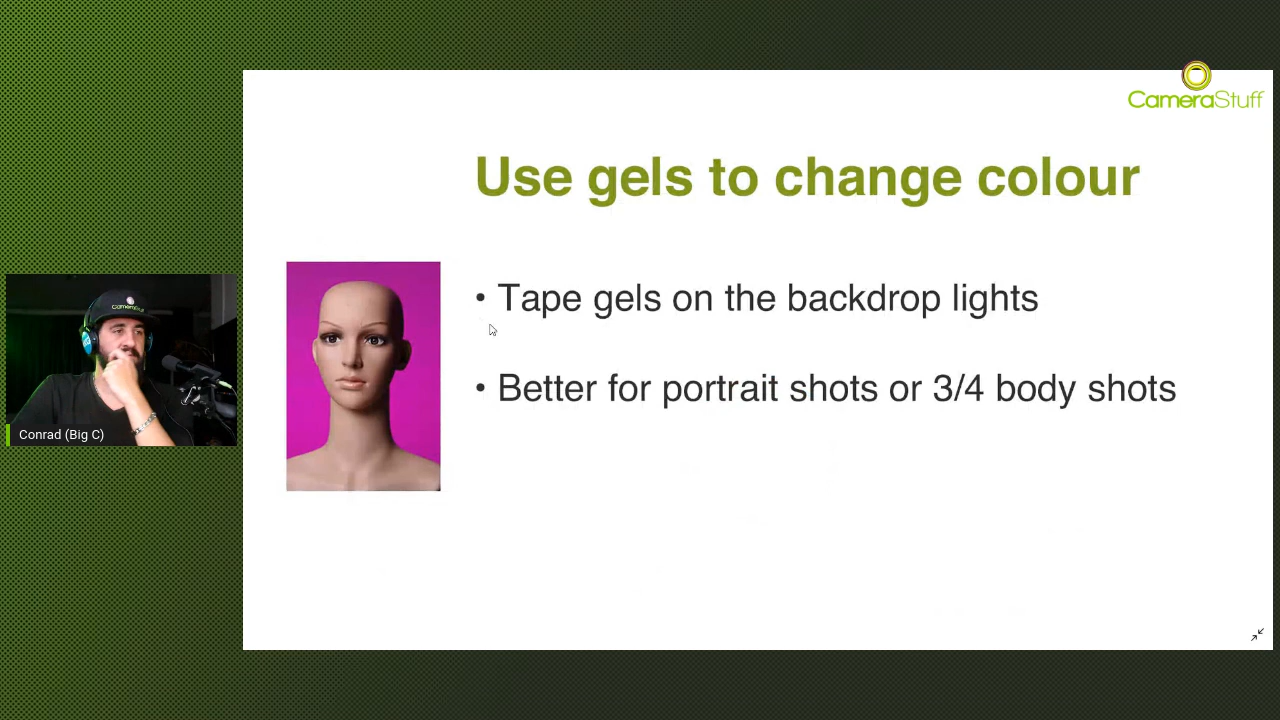 CameraStuff
Use gels to change colour
• Tape gels on the backdrop lights
• Better for portrait shots or 3/4 body shots
CameraStuff
Conrad (Big C)